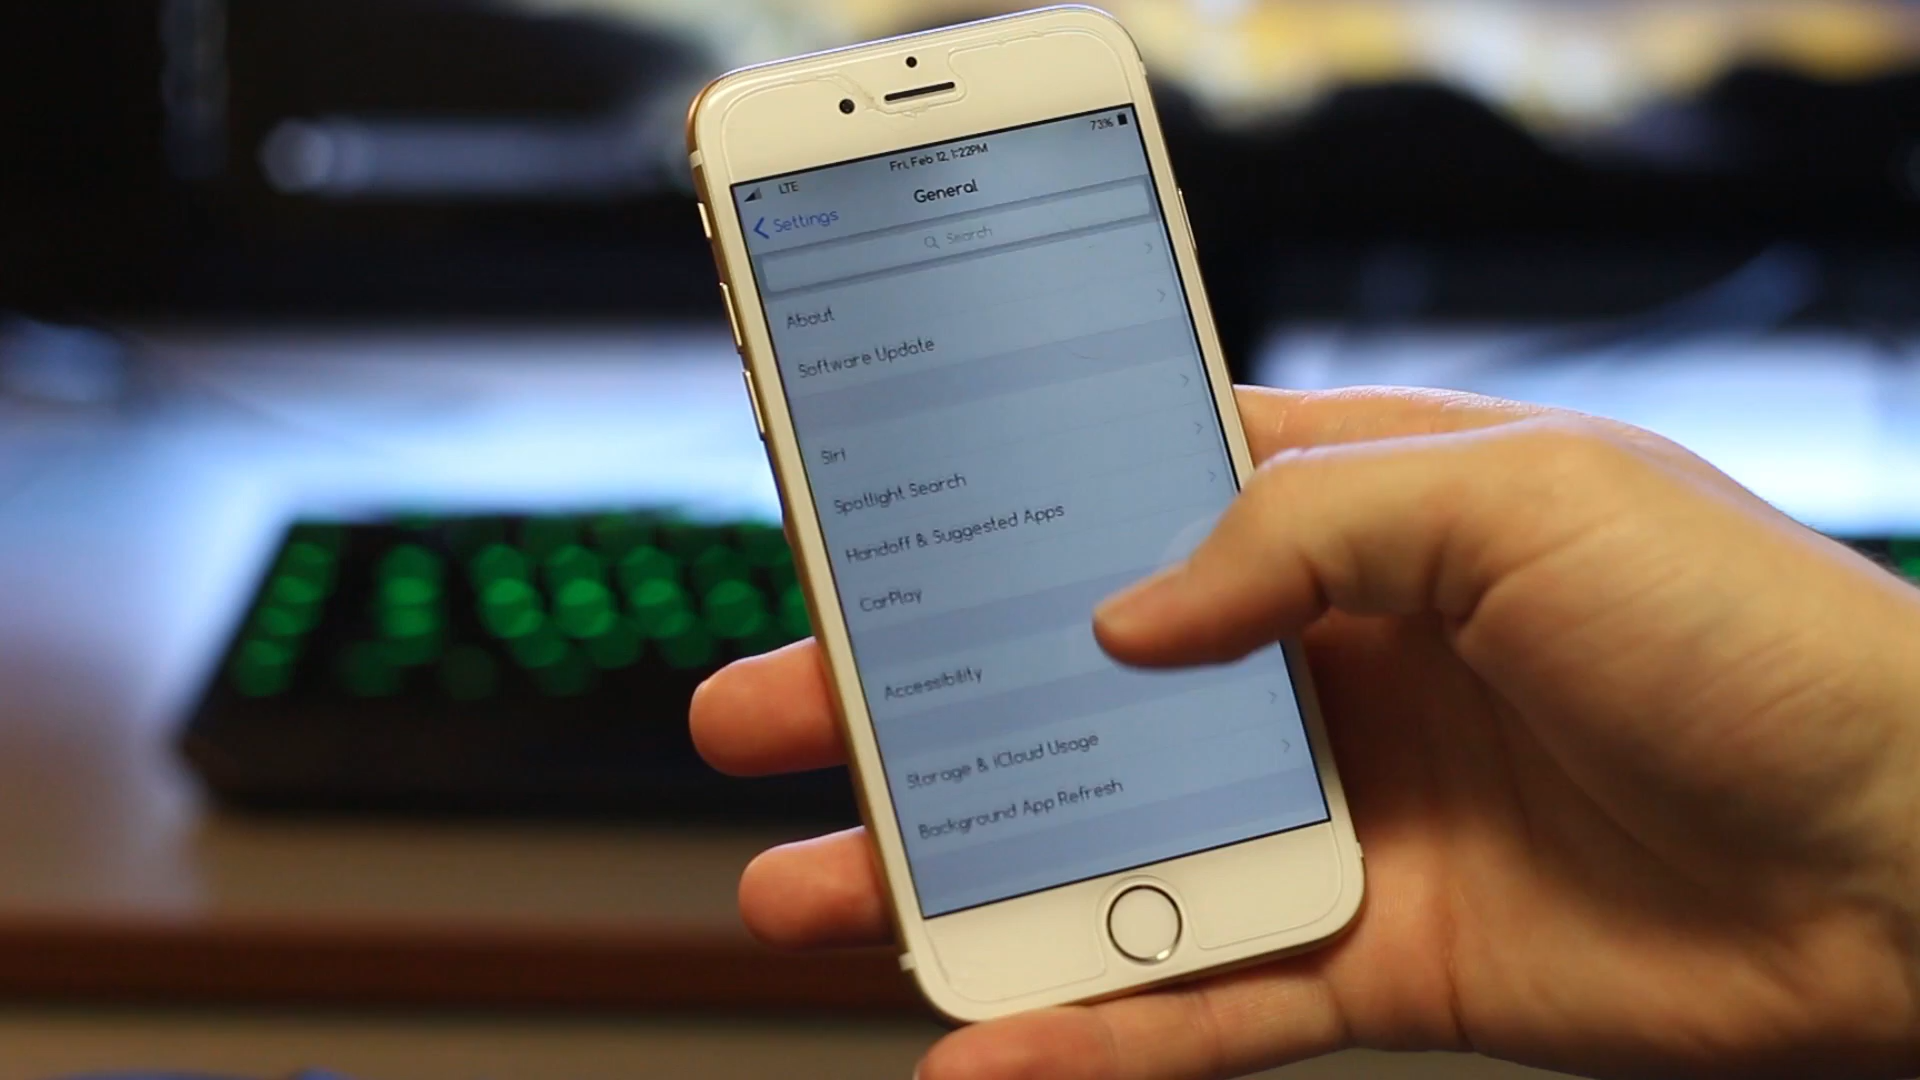 73%
LTE
Fri, Feb 12, 1:22PM
Settings
General
Search
About
Software Update
Siri
Spotlight Search
Handoff & Suggested Apps
CarPlay
Accessibility
Storage & iCloud Usage
Background App Refresh